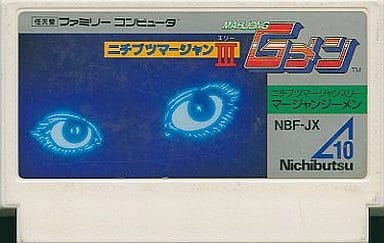 任天堂 ファミリー コンピュータ
MAHJONG
スリー
ニチブツマージャンIII Gメン TM
ニチブツマージャンスリー
マージャンジーメン
NBF-JX
10
Nichibutsu